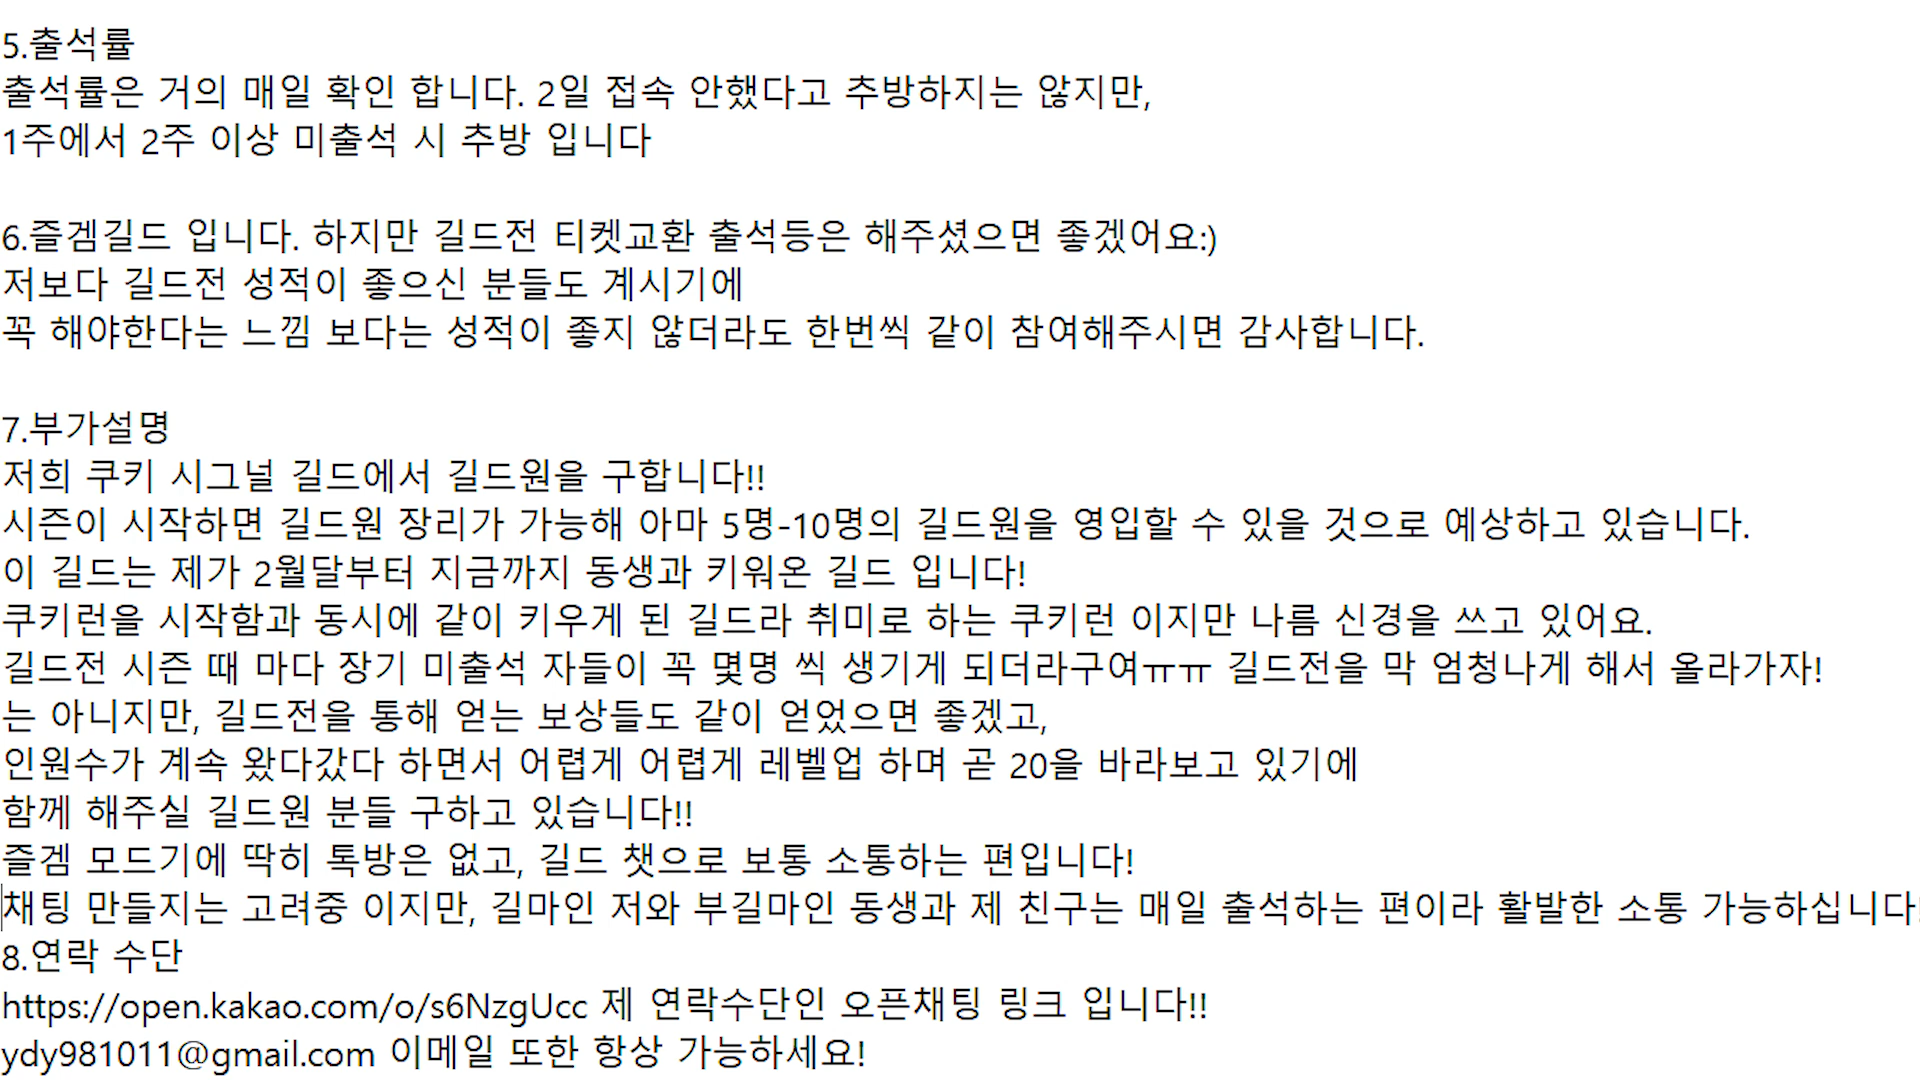 5.출석률
출석률은 거의 매일 확인 합니다. 2일 접속 안했다고 추방하지는 않지만,
1주에서 2주 이상 미출석 시 추방 입니다
6.즐겜길드 입니다. 하지만 길드전 티켓교환 출석등은 해주셨으면 좋겠어요:)
저보다 길드전 성적이 좋으신 분들도 계시기에
꼭 해야한다는 느낌 보다는 성적이 좋지 않더라도 한번씩 같이 참여해주시면 감사합니다.
7.부가설명
저희 쿠키 시그널 길드에서 길드원을 구합니다!!
시즌이 시작하면 길드원 장리가 가능해 아마 5명-10명의 길드원을 영입할 수 있을 것으로 예상하고 있습니다.
이 길드는 제가 2월달부터 지금까지 동생과 키워온 길드 입니다!
쿠키런을 시작함과 동시에 같이 키우게 된 길드라 취미로 하는 쿠키런 이지만 나름 신경을 쓰고 있어요.
길드전 시즌 때 마다 장기 미출석 자들이 꼭 몇명 씩 생기게 되더라구여ㅠㅠ 길드전을 막 엄청나게 해서 올라가자!
는 아니지만, 길드전을 통해 얻는 보상들도 같이 얻었으면 좋겠고,
인원수가 계속 왔다갔다 하면서 어렵게 어렵게 레벨업 하며 곧 20을 바라보고 있기에
함께 해주실 길드원 분들 구하고 있습니다!!
즐겜 모드기에 딱히 톡방은 없고, 길드 챗으로 보통 소통하는 편입니다!
채팅 만들지는 고려중 이지만, 길마인 저와 부길마인 동생과 제 친구는 매일 출석하는 편이라 활발한 소통 가능하십니다!
8.연락 수단
https://open.kakao.com/o/s6NzgUcc 제 연락수단인 오픈채팅 링크 입니다!!
ydy981011@gmail.com 이메일 또한 항상 가능하세요!